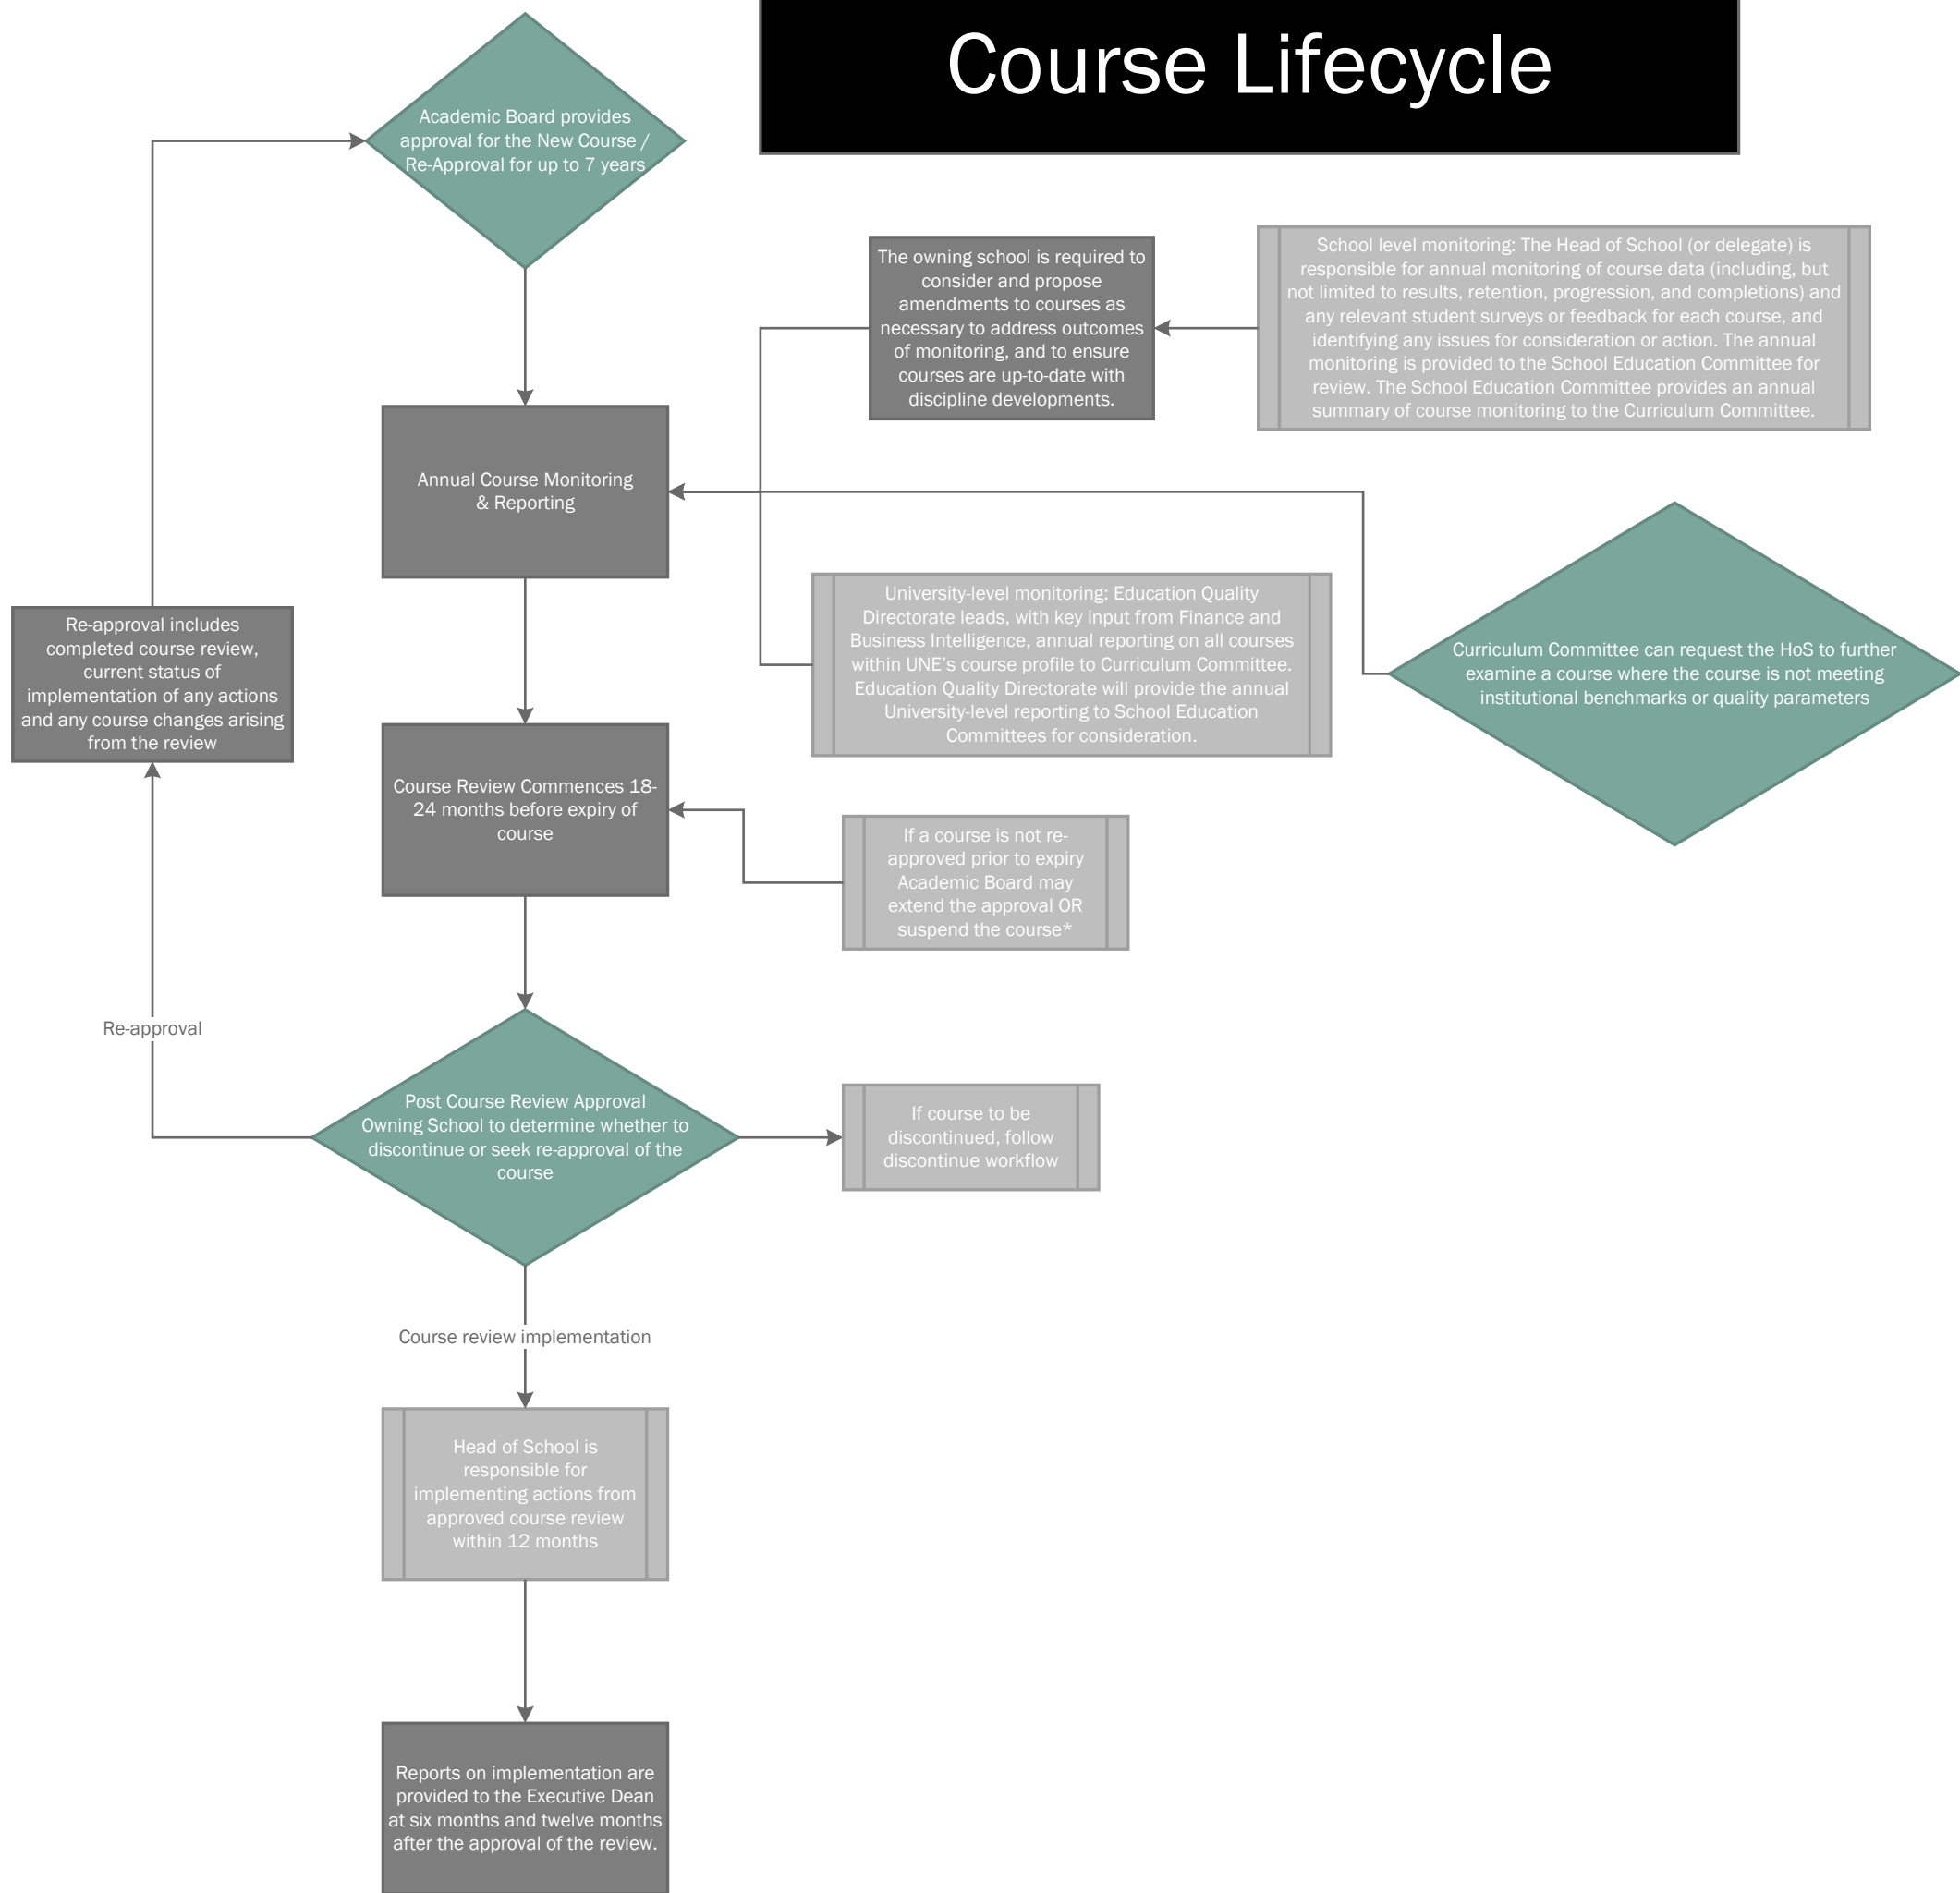 Course Lifecycle
Academic Board provides
approval for the New Course /
Re-Approval for up to 7 years
The owning school is required to
consider and propose
amendments to courses as
necessary to address outcomes
of monitoring, and to ensure
courses are up-to-date with
discipline developments.
School level monitoring: The Head of School (or delegate) is
responsible for annual monitoring of course data (including, but
not limited to results, retention, progression, and completions) and
any relevant student surveys or feedback for each course, and
identifying any issues for consideration or action. The annual
monitoring is provided to the School Education Committee for
review. The School Education Committee provides an annual
summary of course monitoring to the Curriculum Committee.
Annual Course Monitoring
& Reporting
University-level monitoring: Education Quality
Directorate leads, with key input from Finance and
Business Intelligence, annual reporting on all courses
within UNE's course profile to Curriculum Committee.
Education Quality Directorate will provide the annual
University-level reporting to School Education
Committees for consideration.
Curriculum Committee can request the HoS to further
examine a course where the course is not meeting
institutional benchmarks or quality parameters
Re-approval includes
completed course review,
current status of
implementation of any actions
and any course changes arising
from the review
Course Review Commences 18-
24 months before expiry of
course
If a course is not re-
approved prior to expiry
Academic Board may
extend the approval OR
suspend the course*
Re-approval
Post Course Review Approval
Owning School to determine whether to
discontinue or seek re-approval of the
course
If course to be
discontinued, follow
discontinue workflow
Course review implementation
Head of School is
responsible for
implementing actions from
approved course review
within 12 months
Reports on implementation are
provided to the Executive Dean
at six months and twelve months
after the approval of the review.